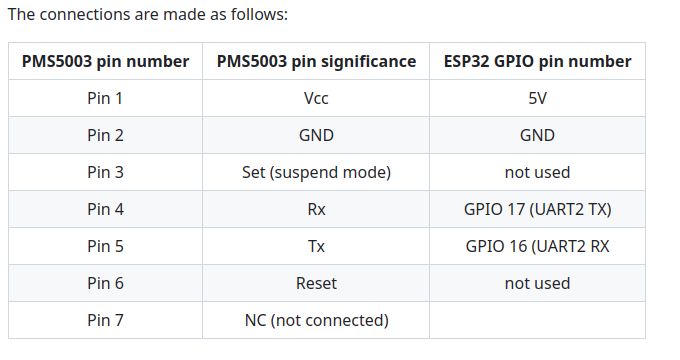 The connections are made as follows:
PMS5003 pin number PMS5003 pin significance ESP32 GPIO pin number
Pin 1 Vcc 5V
Pin 2 GND GND
Pin 3 Set (suspend mode) not used
Pin 4 Rx GPIO 17 (UART2 TX)
Pin 5 Tx GPIO 16 (UART2 RX
Pin 6 Reset not used
Pin 7 NC (not connected)